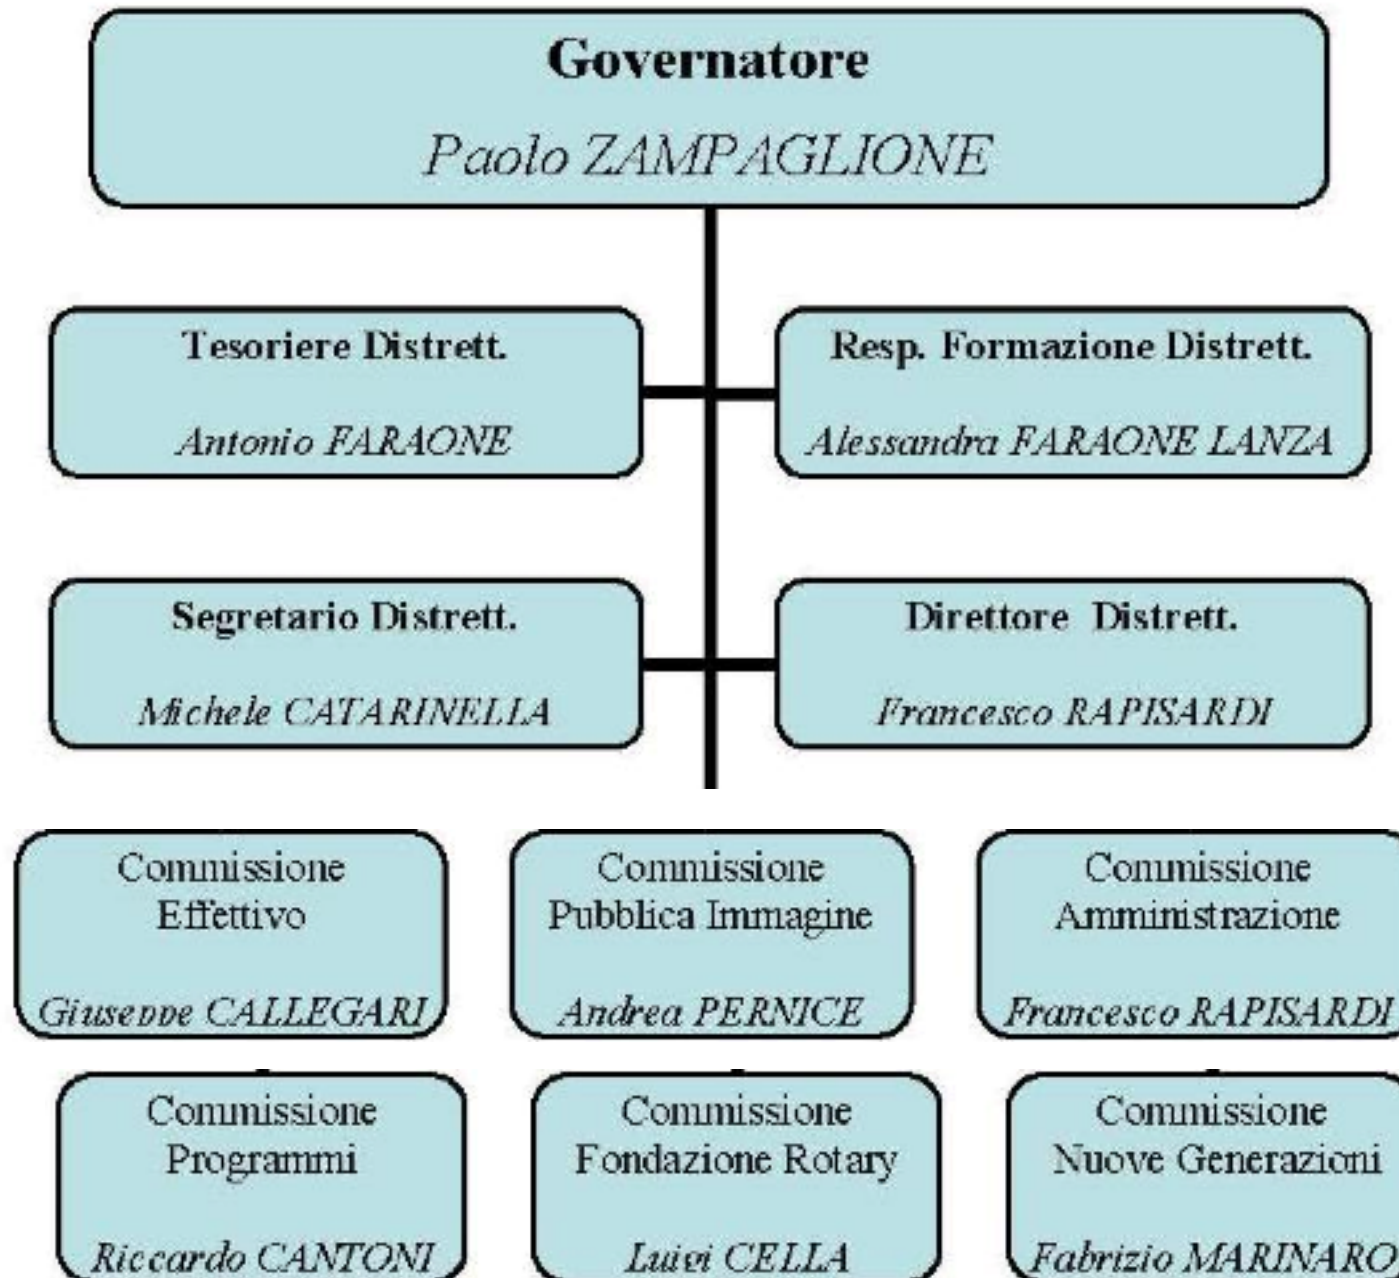 Governatore
Paolo ZAMPAGLIONE
Tesoriere Distrett.
Antonio FARAONE
Resp. Formazione Distrett.
Alessandra FARAONE LANZA
Segretario Distrett.
Michele CATARINELLA
Direttore Distrett.
Francesco RAPISARDI
Commissione
Effettivo
Giuseppe CALLEGARI
Commissione
Pubblica Immagine
Andrea PERNICE
Commissione
Amministrazione
Francesco RAPISARDI
Commissione
Programmi
Riccardo CANTONI
Commissione
Fondazione Rotary
Luigi CELLA
Commissione
Nuove Generazioni
Fabrizio MARINARO